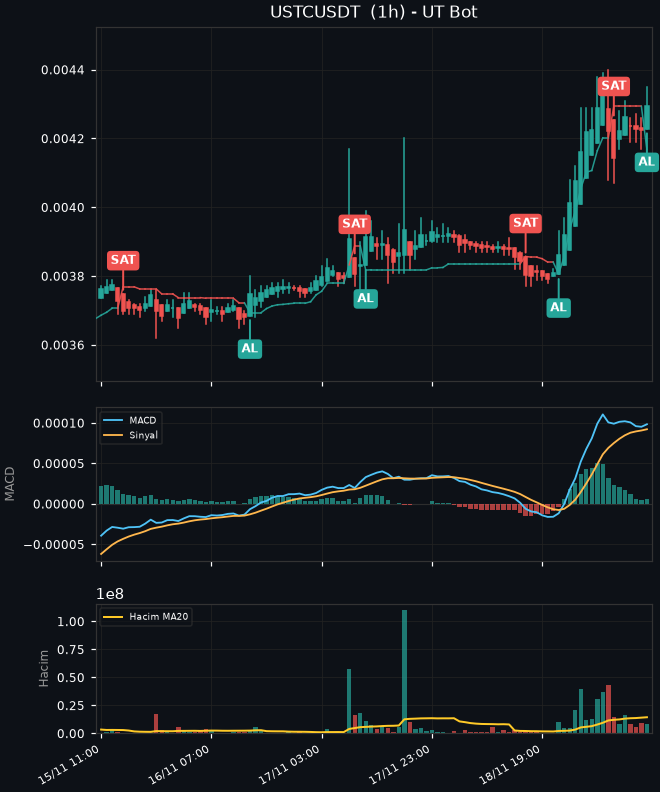 USTCUSDT (1h) - UT Bot
0.0044
0.0042
0.0040
0.0038
0.0036
SAT
AL
SAT
AL
SAT
AL
SAT
AL
MACD
0.00010
0.00005
0.00000
−0.00005
MACD
Sinyal
1e8
Hacim
1.00
0.75
0.50
0.25
0.00
Hacim MA20
15/11 11:00
16/11 07:00
17/11 03:00
17/11 23:00
18/11 19:00